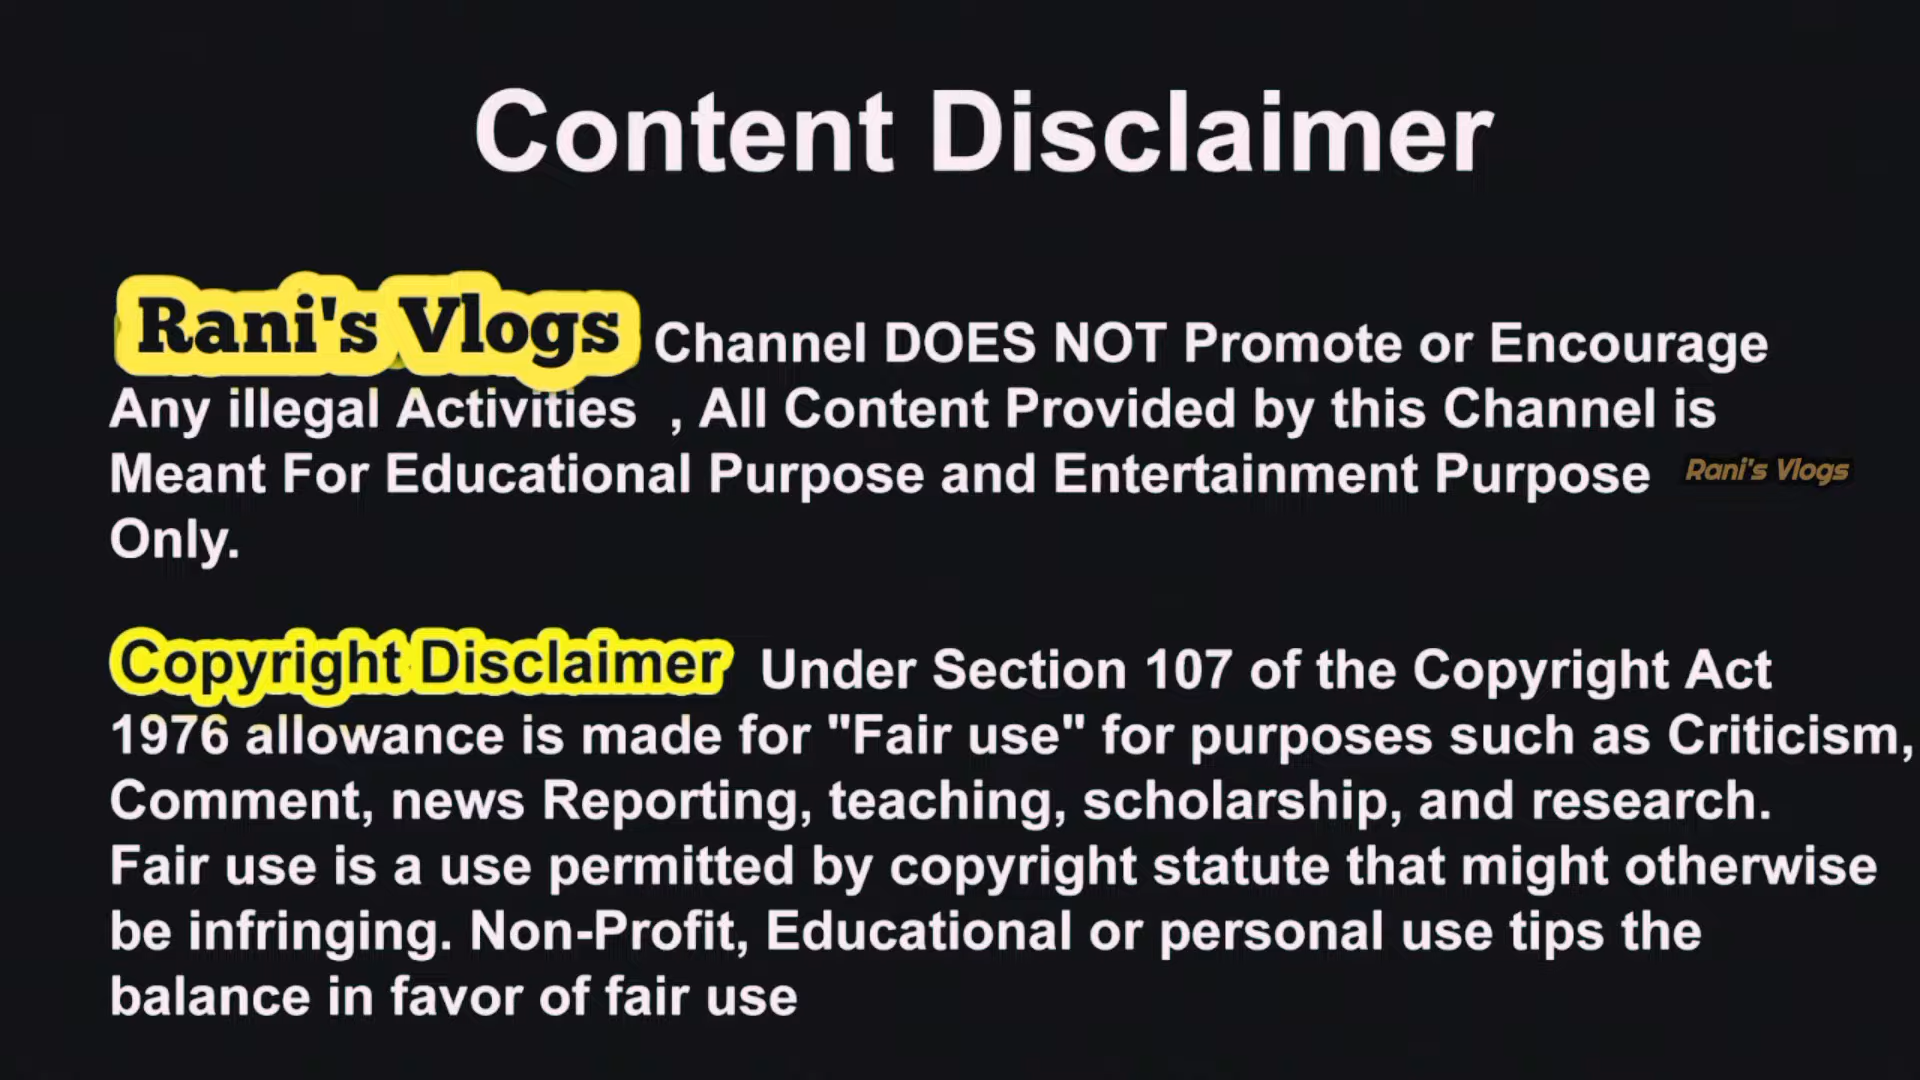 Content Disclaimer
Rani's Vlogs Channel DOES NOT Promote or Encourage
Any illegal Activities , All Content Provided by this Channel is
Meant For Educational Purpose and Entertainment Purpose
Rani's Vlogs
Only.
Copyright Disclaimer Under Section 107 of the Copyright Act
1976 allowance is made for "Fair use" for purposes such as Criticism,
Comment, news Reporting, teaching, scholarship, and research.
Fair use is a use permitted by copyright statute that might otherwise
be infringing. Non-Profit, Educational or personal use tips the
balance in favor of fair use